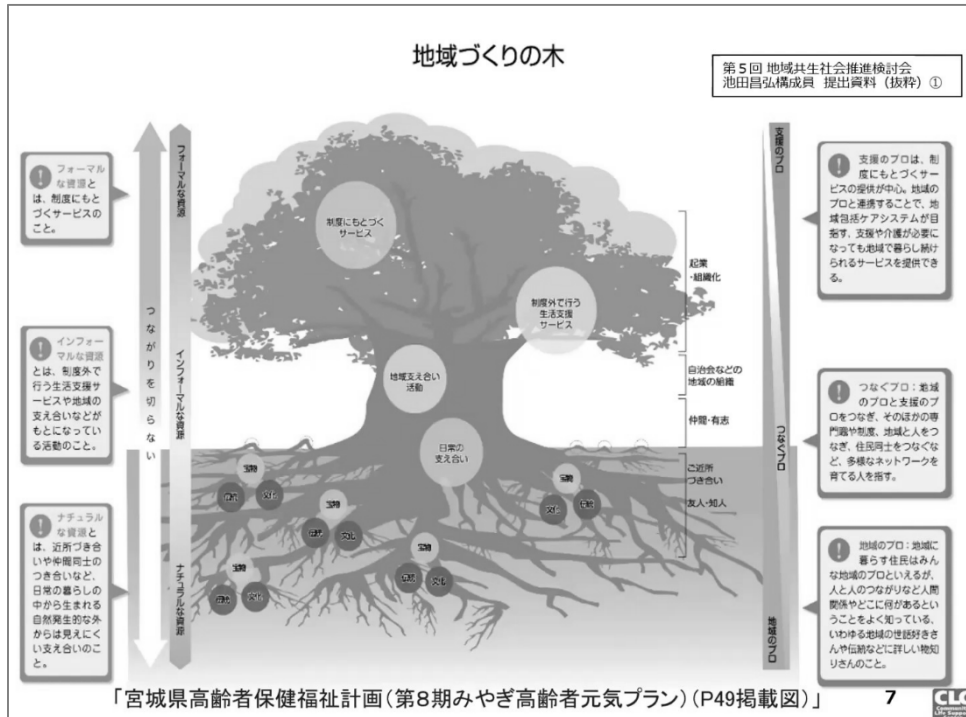 地域づくりの木
第5回 地域共生社会推進検討会
池田昌弘構成員 提出資料（抜粋）①
フォーマル
な資源と
は、制度にもと
づくサービスの
こと。
インフォー
マルな資源
とは、制度外で
行う生活支援サ
ービスや地域の
支え合いなどが
もとになってい
る活動のこと。
ナチュラル
な資源と
は、近所づき合
いや仲間同士の
つき合いなど、
日常の暮らしの
中から生まれる
自然発生的な外
からは見えにく
い支え合いのこ
と。
つながりを切らない
フォーマルな資源
インフォーマルな資源
ナチュラルな資源
制度にもとづく
サービス
制度外で行う
生活支援
サービス
地域支え合い
活動
日常の
支え合い
宝物
伝統
文化
宝物
伝統
文化
宝物
文化
伝統
宝物
伝統
文化
宝物
伝統
文化
起業
・組織化
自治会などの
地域の組織
仲間・有志
ご近所
づき合い
友人・知人
支援のプロ
つなぐプロ
地域のプロ
支援のプロは、制
度にもとづくサー
ビスの提供が中心。地域の
プロと連携することで、地
域包括ケアシステムが目
指す、支援や介護が必要に
なっても地域で暮らし続け
られるサービスを提供でき
る。
つなぐプロ：地域
のプロと支援のプ
ロをつなぎ、そのほかの専
門職や制度、地域と人をつ
なぎ、住民同士をつなぐな
ど、多様なネットワークを
育てる人を指す。
地域のプロ：地域に
暮らす住民はみん
な地域のプロといえるが、
人と人のつながりなど人間
関係やどこに何があるとい
うことをよく知っている、
いわゆる地域の世話好きさ
んや伝統などに詳しい物知
りさんのこと。
「宮城県高齢者保健福祉計画（第8期みやぎ高齢者元気プラン）（P49掲載図）」
7
CLC